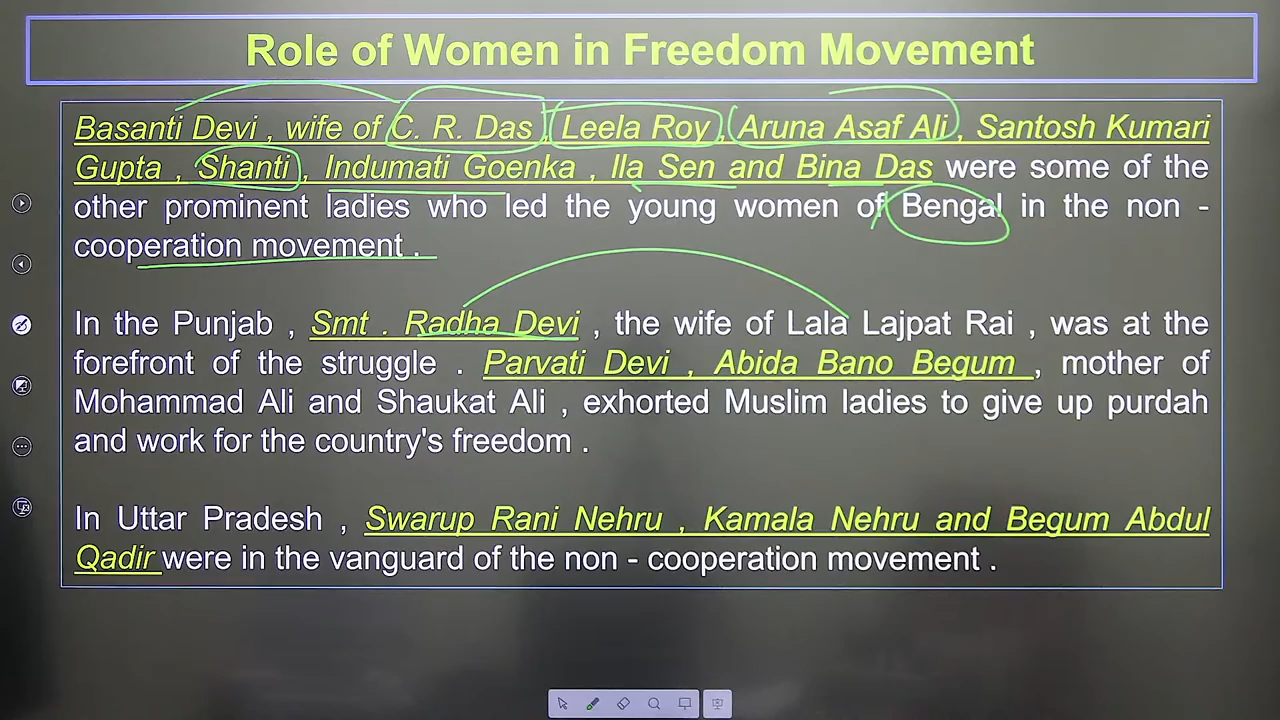 Role of Women in Freedom Movement
Basanti Devi , wife of C. R. Das , Leela Roy , Aruna Asaf Ali , Santosh Kumari
Gupta , Shanti , Indumati Goenka , Ila Sen and Bina Das were some of the
other prominent ladies who led the young women of Bengal in the non -
cooperation movement .
In the Punjab , Smt . Radha Devi , the wife of Lala Lajpat Rai , was at the
forefront of the struggle . Parvati Devi , Abida Bano Begum , mother of
Mohammad Ali and Shaukat Ali , exhorted Muslim ladies to give up purdah
and work for the country's freedom .
In Uttar Pradesh , Swarup Rani Nehru , Kamala Nehru and Begum Abdul
Qadir were in the vanguard of the non - cooperation movement .